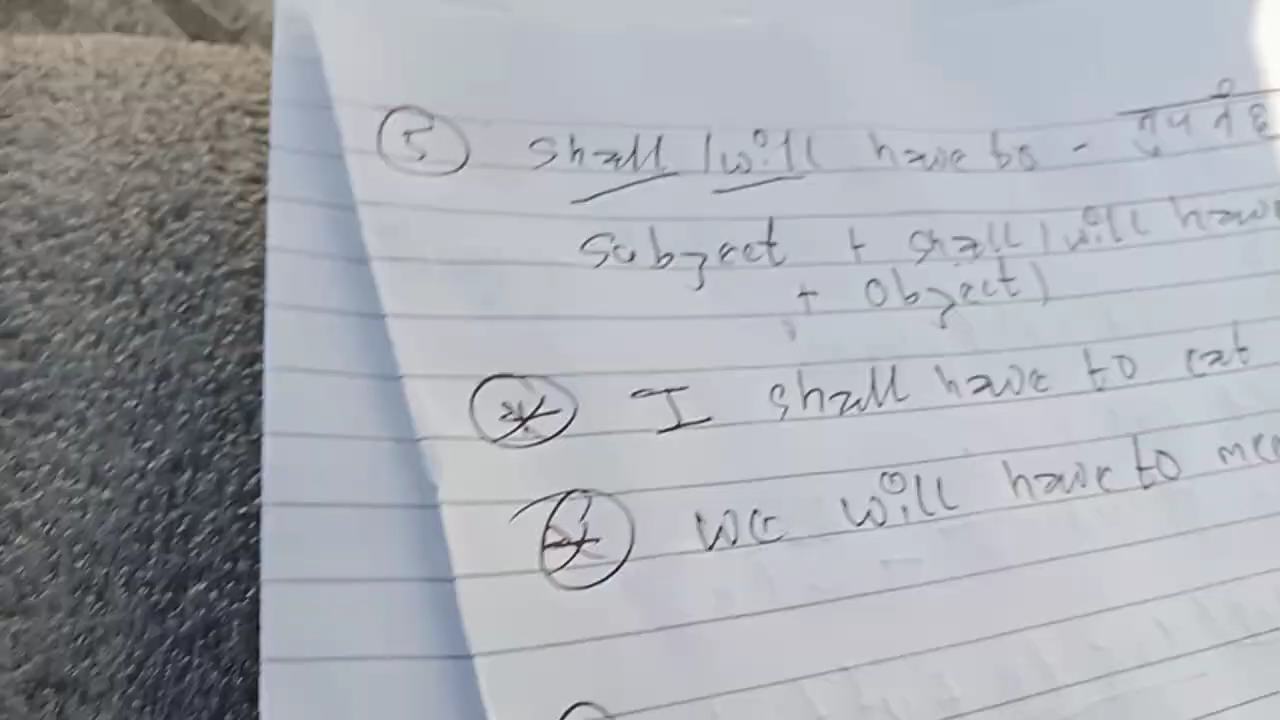 ⑤ shall / will have to -
Subject + shall / will have
+ Object)
I shall have to eat
we will have to